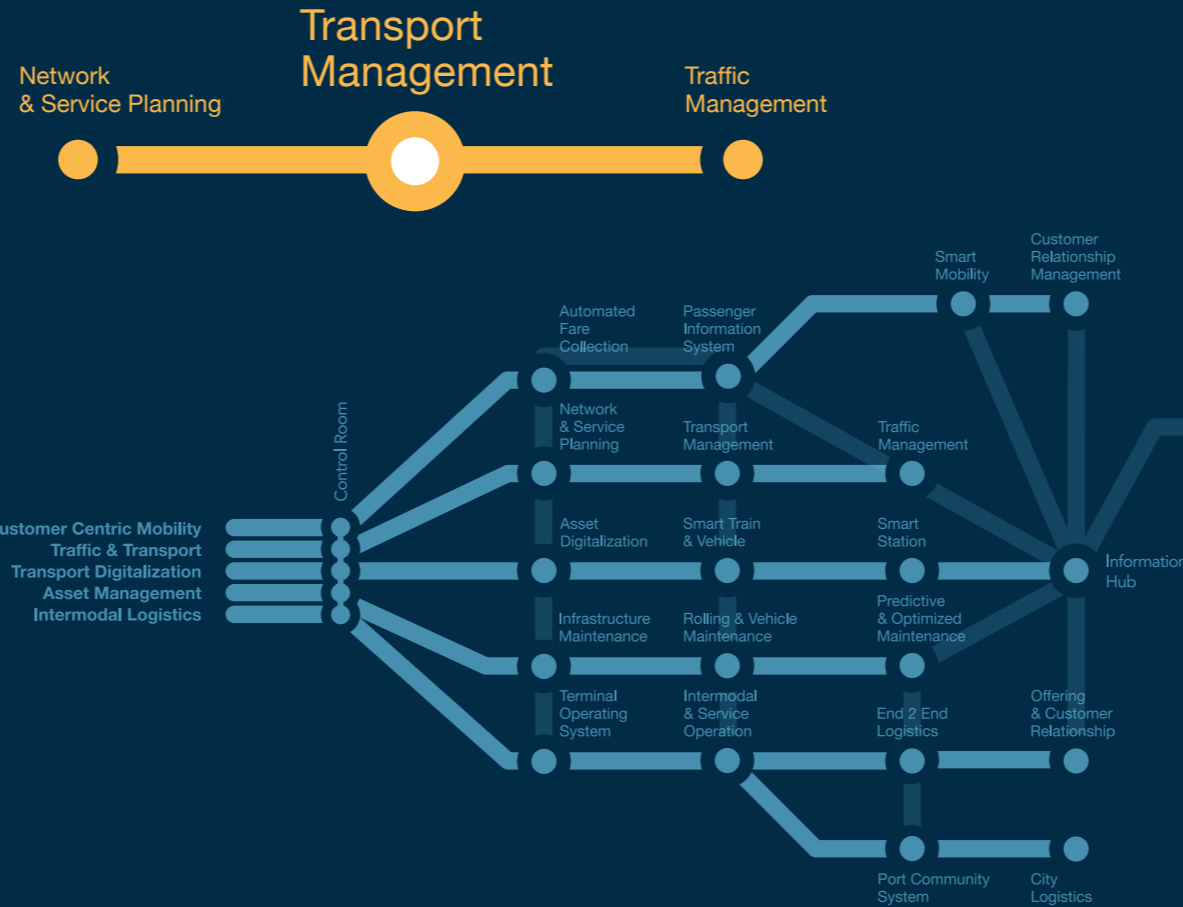 Transport
Management
Network
& Service Planning
Traffic
Management
Smart
Mobility
Customer
Relationship
Management
Automated
Fare
Collection
Passenger
Information
System
Control Room
Network
& Service
Planning
Transport
Management
Traffic
Management
ustomer Centric Mobility
Traffic & Transport
Transport Digitalization
Asset Management
Intermodal Logistics
Asset
Digitalization
Smart Train
& Vehicle
Smart
Station
Information
Hub
Infrastructure
Maintenance
Rolling & Vehicle
Maintenance
Predictive
& Optimized
Maintenance
Terminal
Operating
System
Intermodal
& Service
Operation
End 2 End
Logistics
Offering
& Customer
Relationship
Port Community
System
City
Logistics